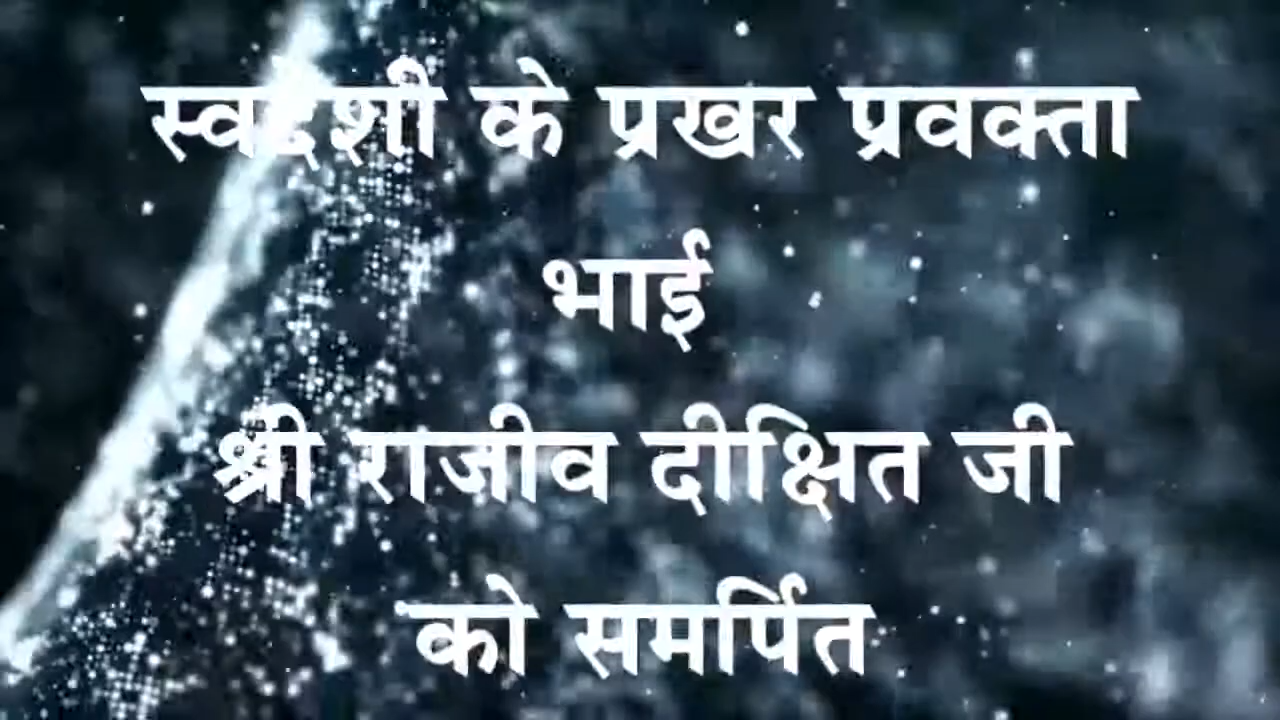 स्वदेशी के प्रखर प्रवक्ता
भाई
श्री राजीव दीक्षित जी
को समर्पित